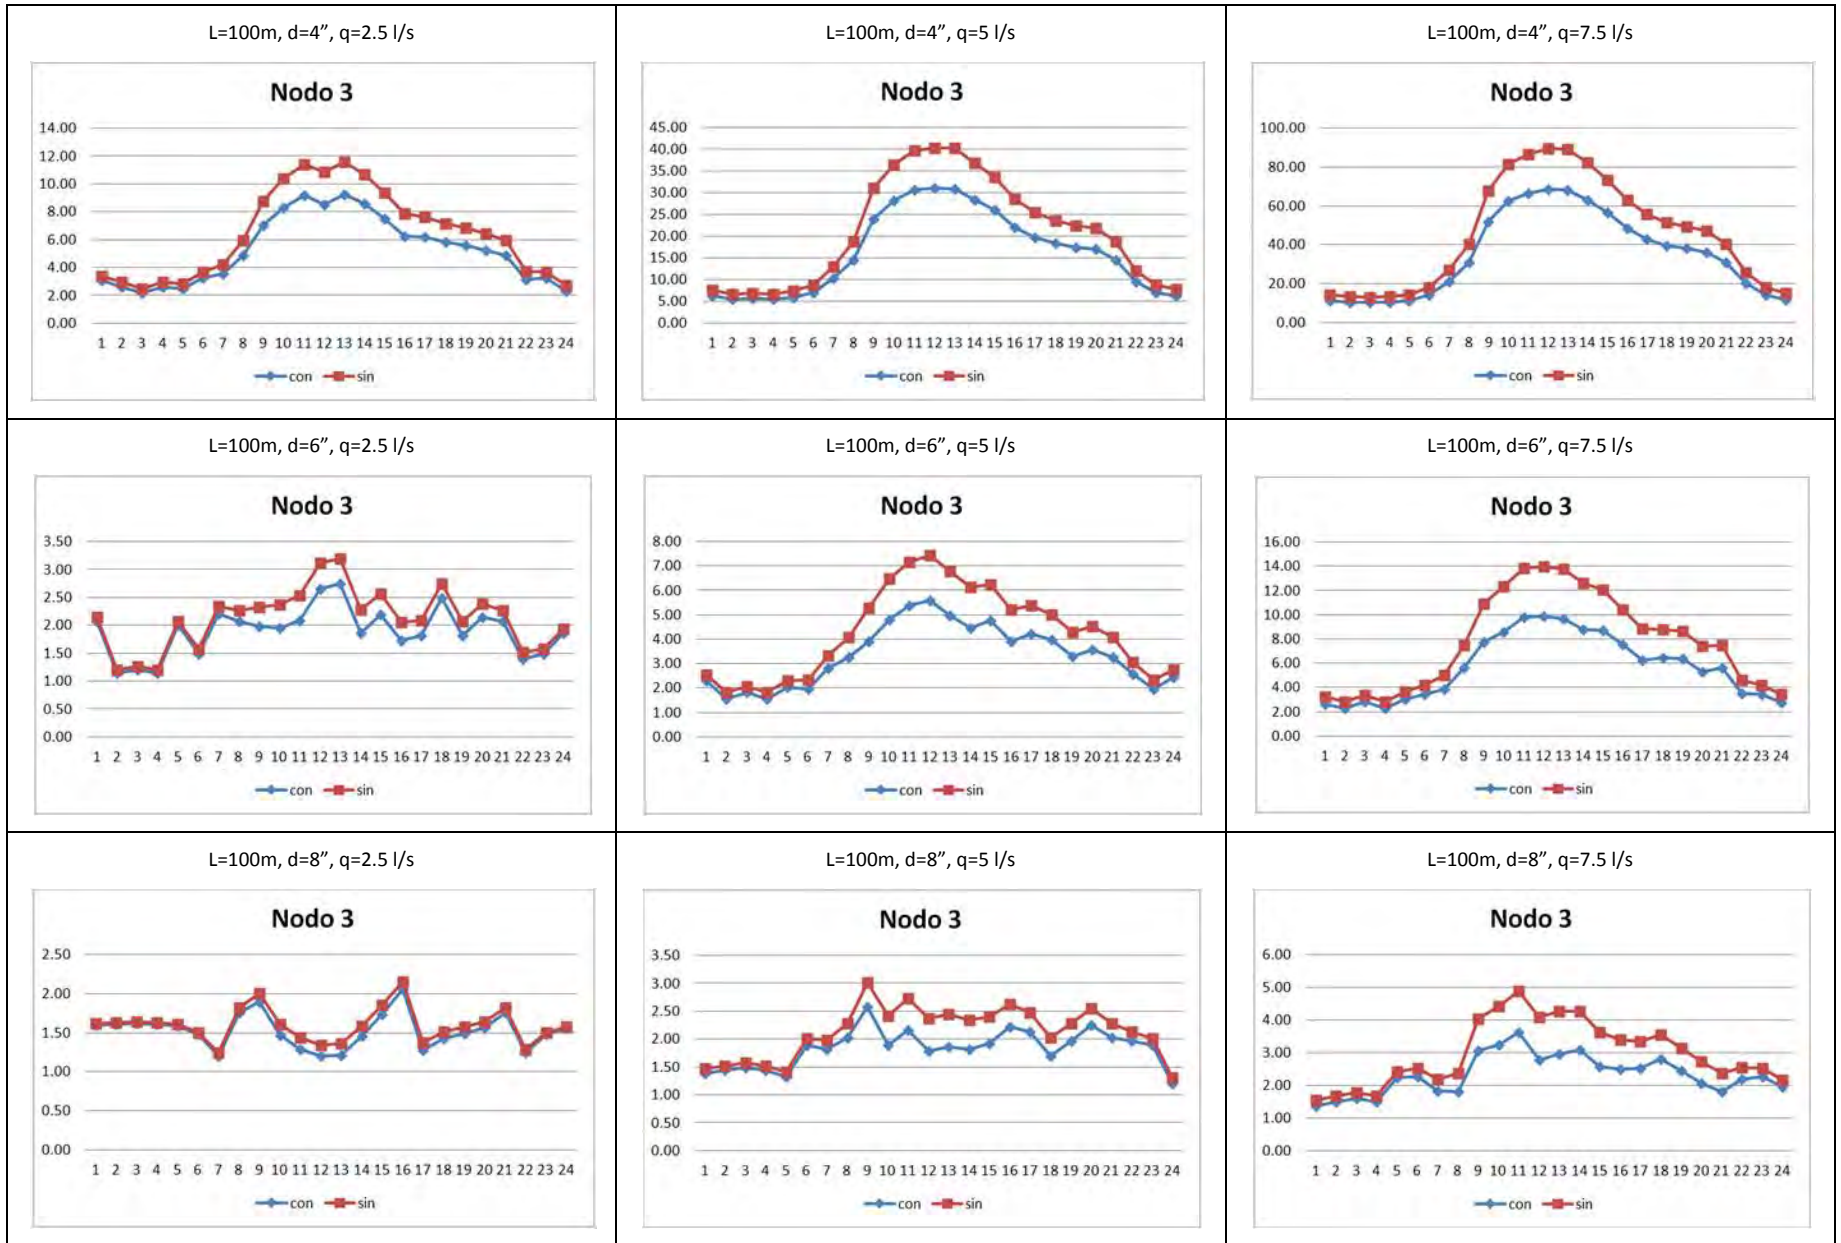 L=100m, d=4”, q=2.5 l/s
Nodo 3
14.00
12.00
10.00
8.00
6.00
4.00
2.00
0.00
1 2 3 4 5 6 7 8 9 10 11 12 13 14 15 16 17 18 19 20 21 22 23 24
con sin
L=100m, d=4”, q=5 l/s
Nodo 3
45.00
40.00
35.00
30.00
25.00
20.00
15.00
10.00
5.00
0.00
1 2 3 4 5 6 7 8 9 10 11 12 13 14 15 16 17 18 19 20 21 22 23 24
con sin
L=100m, d=4”, q=7.5 l/s
Nodo 3
100.00
80.00
60.00
40.00
20.00
0.00
1 2 3 4 5 6 7 8 9 10 11 12 13 14 15 16 17 18 19 20 21 22 23 24
con sin
L=100m, d=6”, q=2.5 l/s
Nodo 3
3.50
3.00
2.50
2.00
1.50
1.00
0.50
0.00
1 2 3 4 5 6 7 8 9 10 11 12 13 14 15 16 17 18 19 20 21 22 23 24
con sin
L=100m, d=6”, q=5 l/s
Nodo 3
8.00
7.00
6.00
5.00
4.00
3.00
2.00
1.00
0.00
1 2 3 4 5 6 7 8 9 10 11 12 13 14 15 16 17 18 19 20 21 22 23 24
con sin
L=100m, d=6”, q=7.5 l/s
Nodo 3
16.00
14.00
12.00
10.00
8.00
6.00
4.00
2.00
0.00
1 2 3 4 5 6 7 8 9 10 11 12 13 14 15 16 17 18 19 20 21 22 23 24
con sin
L=100m, d=8”, q=2.5 l/s
Nodo 3
2.50
2.00
1.50
1.00
0.50
0.00
1 2 3 4 5 6 7 8 9 10 11 12 13 14 15 16 17 18 19 20 21 22 23 24
con sin
L=100m, d=8”, q=5 l/s
Nodo 3
3.50
3.00
2.50
2.00
1.50
1.00
0.50
0.00
1 2 3 4 5 6 7 8 9 10 11 12 13 14 15 16 17 18 19 20 21 22 23 24
con sin
L=100m, d=8”, q=7.5 l/s
Nodo 3
6.00
5.00
4.00
3.00
2.00
1.00
0.00
1 2 3 4 5 6 7 8 9 10 11 12 13 14 15 16 17 18 19 20 21 22 23 24
con sin